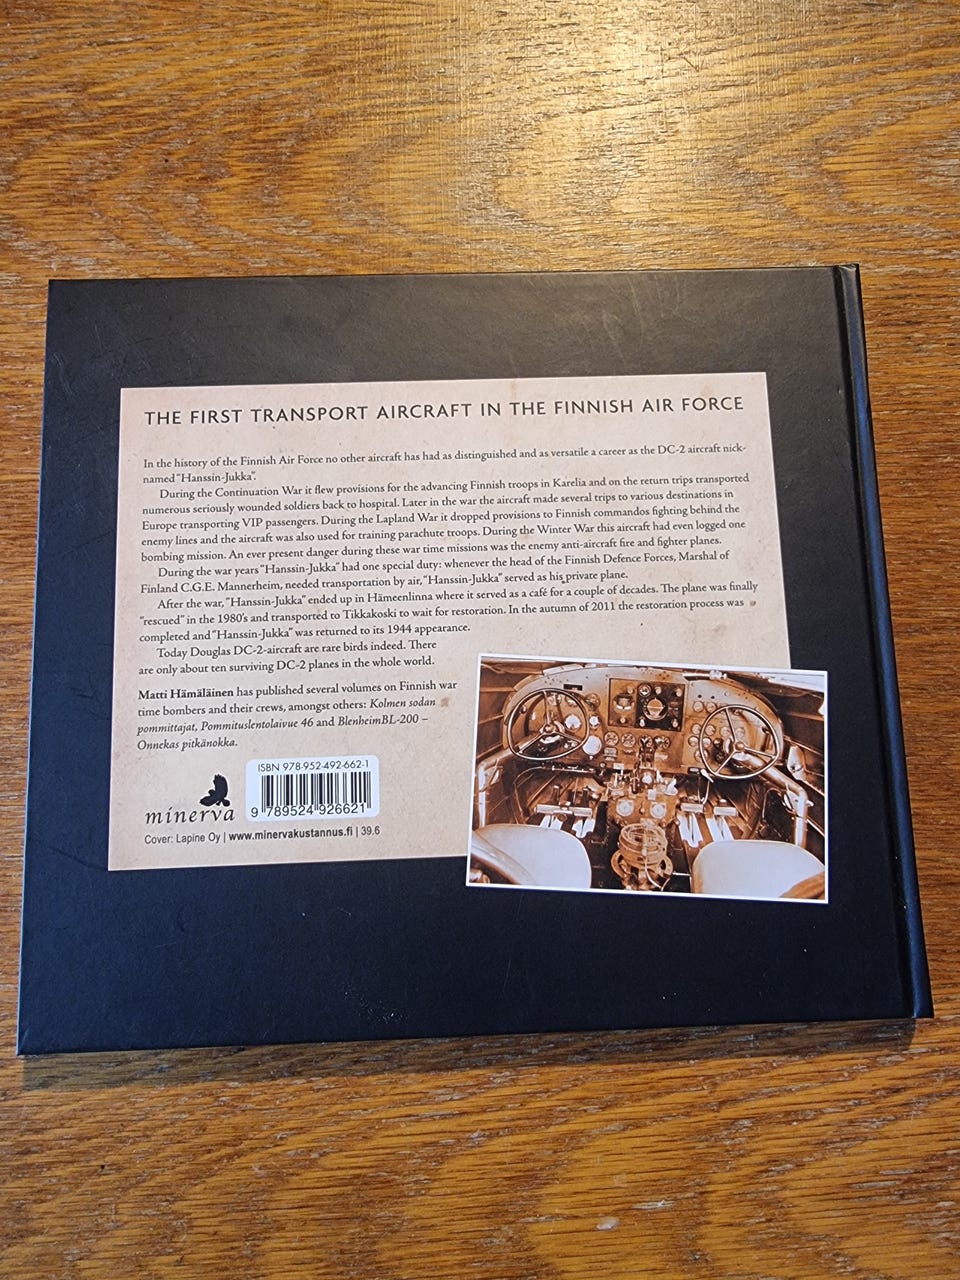 THE FIRST TRANSPORT AIRCRAFT IN THE FINNISH AIR FORCE
In the history of the Finnish Air Force no other aircraft has had as distinguished and as versatile a career as the DC-2 aircraft nick-
named "Hanssin-Jukka".
During the Continuation War it flew provisions for the advancing Finnish troops in Karelia and on the return trips transported
numerous seriously wounded soldiers back to hospital. Later in the war the aircraft made several trips to various destinations in
Europe transporting VIP passengers. During the Lapland War it dropped provisions to Finnish commandos fighting behind the
enemy lines and the aircraft was also used for training parachute troops. During the Winter War this aircraft had even logged one
bombing mission. An ever present danger during these war time missions was the enemy anti-aircraft fire and fighter planes.
During the war years "Hanssin-Jukka" had one special duty: whenever the head of the Finnish Defence Forces, Marshal of
Finland C.G.E. Mannerheim, needed transportation by air, "Hanssin-Jukka" served as his private plane.
After the war, "Hanssin-Jukka" ended up in Hämeenlinna where it served as a café for a couple of decades. The plane was finally
"rescued" in the 1980's and transported to Tikkakoski to wait for restoration. In the autumn of 2011 the restoration process was
completed and "Hanssin-Jukka" was returned to its 1944 appearance.
Today Douglas DC-2-aircraft are rare birds indeed. There
are only about ten surviving DC-2 planes in the whole world.
Matti Hämäläinen has published several volumes on Finnish war
time bombers and their crews, amongst others: Kolmen sodan
pommittajat, Pommituslentolaivue 46 and BlenheimBL-200 –
Onnekas pitkänokka.
ISBN 978-952-492-662-1
9 789524 926621
minerva
Cover: Lapine Oy | www.minervakustannus.fi | 39.6